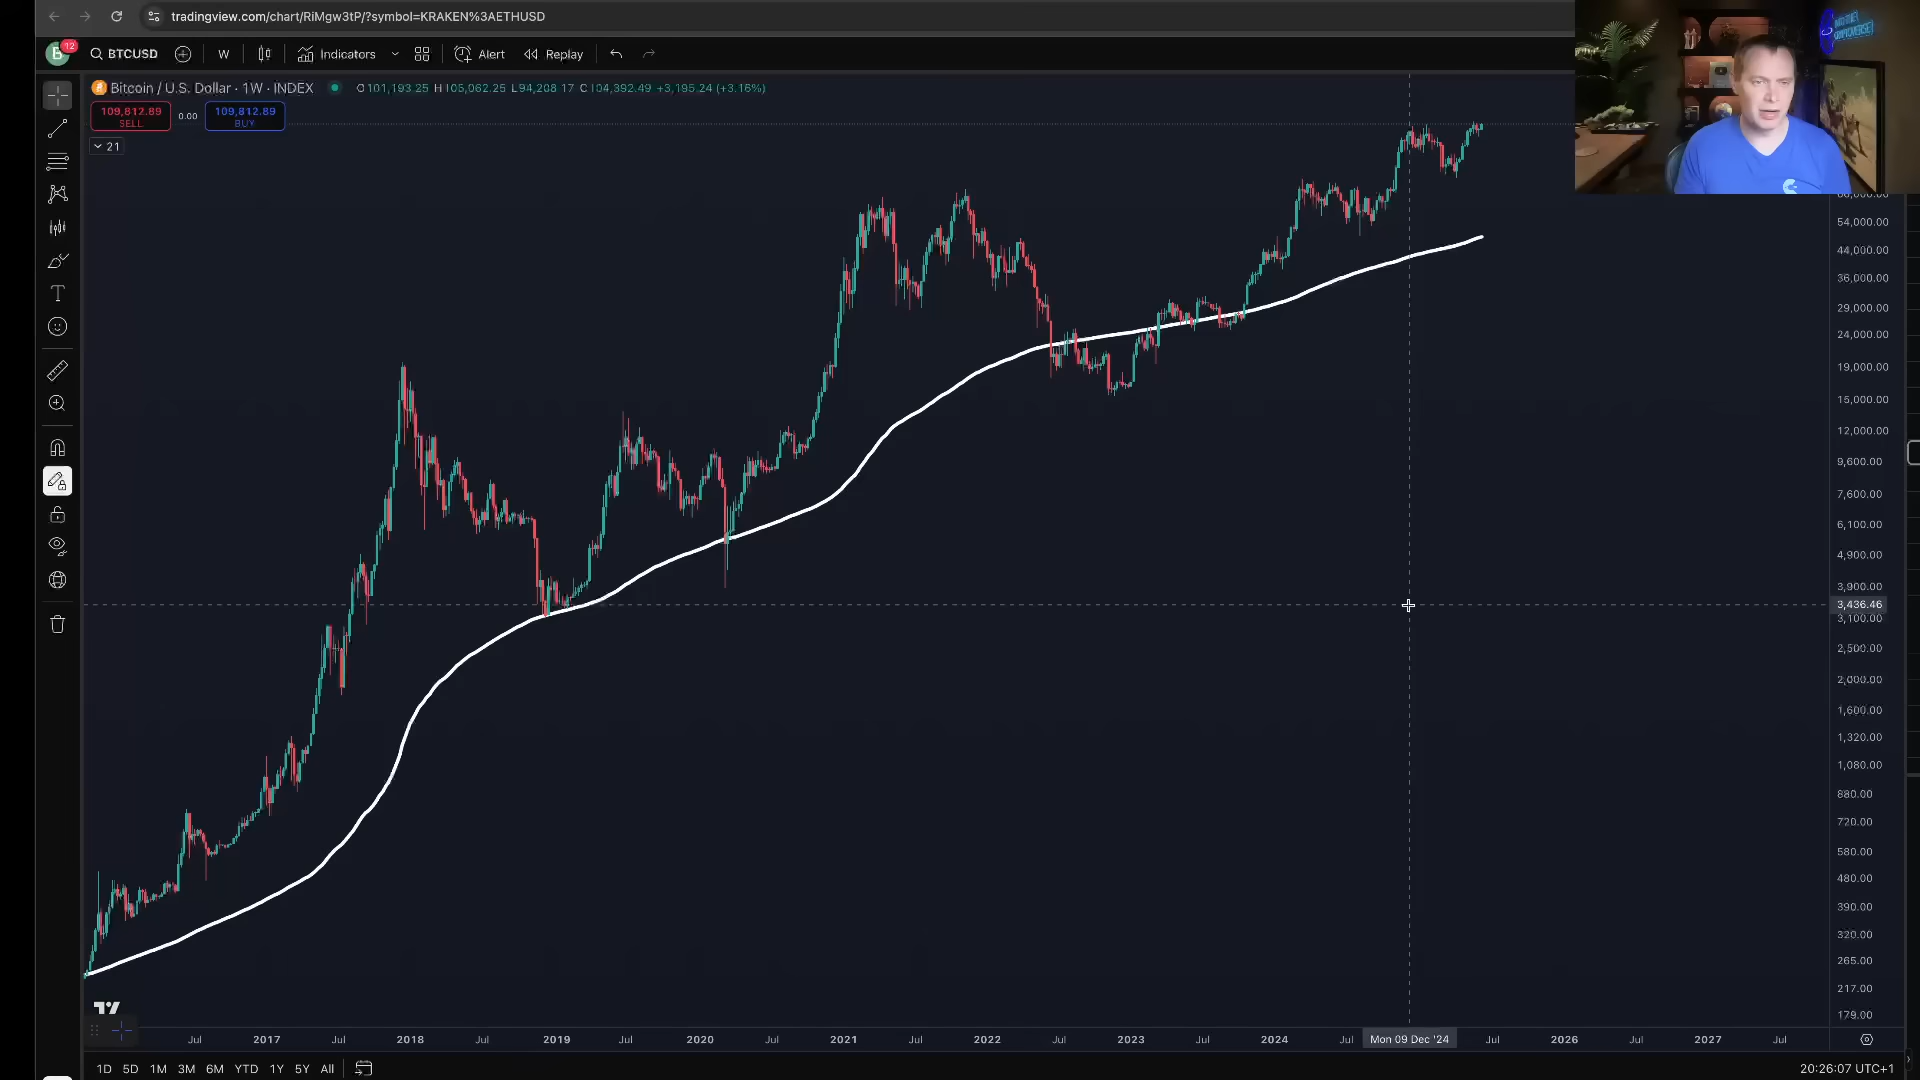 tradingview.com/chart/RiMgw3tP/?symbol=KRAKEN%3AETHUSD
12
BTCUSD
W
Indicators
Alert
Replay
Bitcoin / U.S. Dollar · 1W · INDEX
O101,193.25 H105,062.25 L94,208.17 C104,392.49 +3,195.24 (+3.16%)
109,812.89
SELL
0.00
109,812.89
BUY
21
54,000.00
44,000.00
36,000.00
29,000.00
24,000.00
19,000.00
15,000.00
12,000.00
9,600.00
7,600.00
6,100.00
4,900.00
3,900.00
3,436.46
3,100.00
2,500.00
2,000.00
1,600.00
1,320.00
1,080.00
880.00
720.00
580.00
480.00
390.00
320.00
265.00
217.00
179.00
Jul 2017 Jul 2018 Jul 2019 Jul 2020 Jul 2021 Jul 2022 Jul 2023 Jul 2024 Jul Mon 09 Dec '24 Jul 2026 Jul 2027 Jul
1D 5D 1M 3M 6M YTD 1Y 5Y All
20:26:07 UTC+1